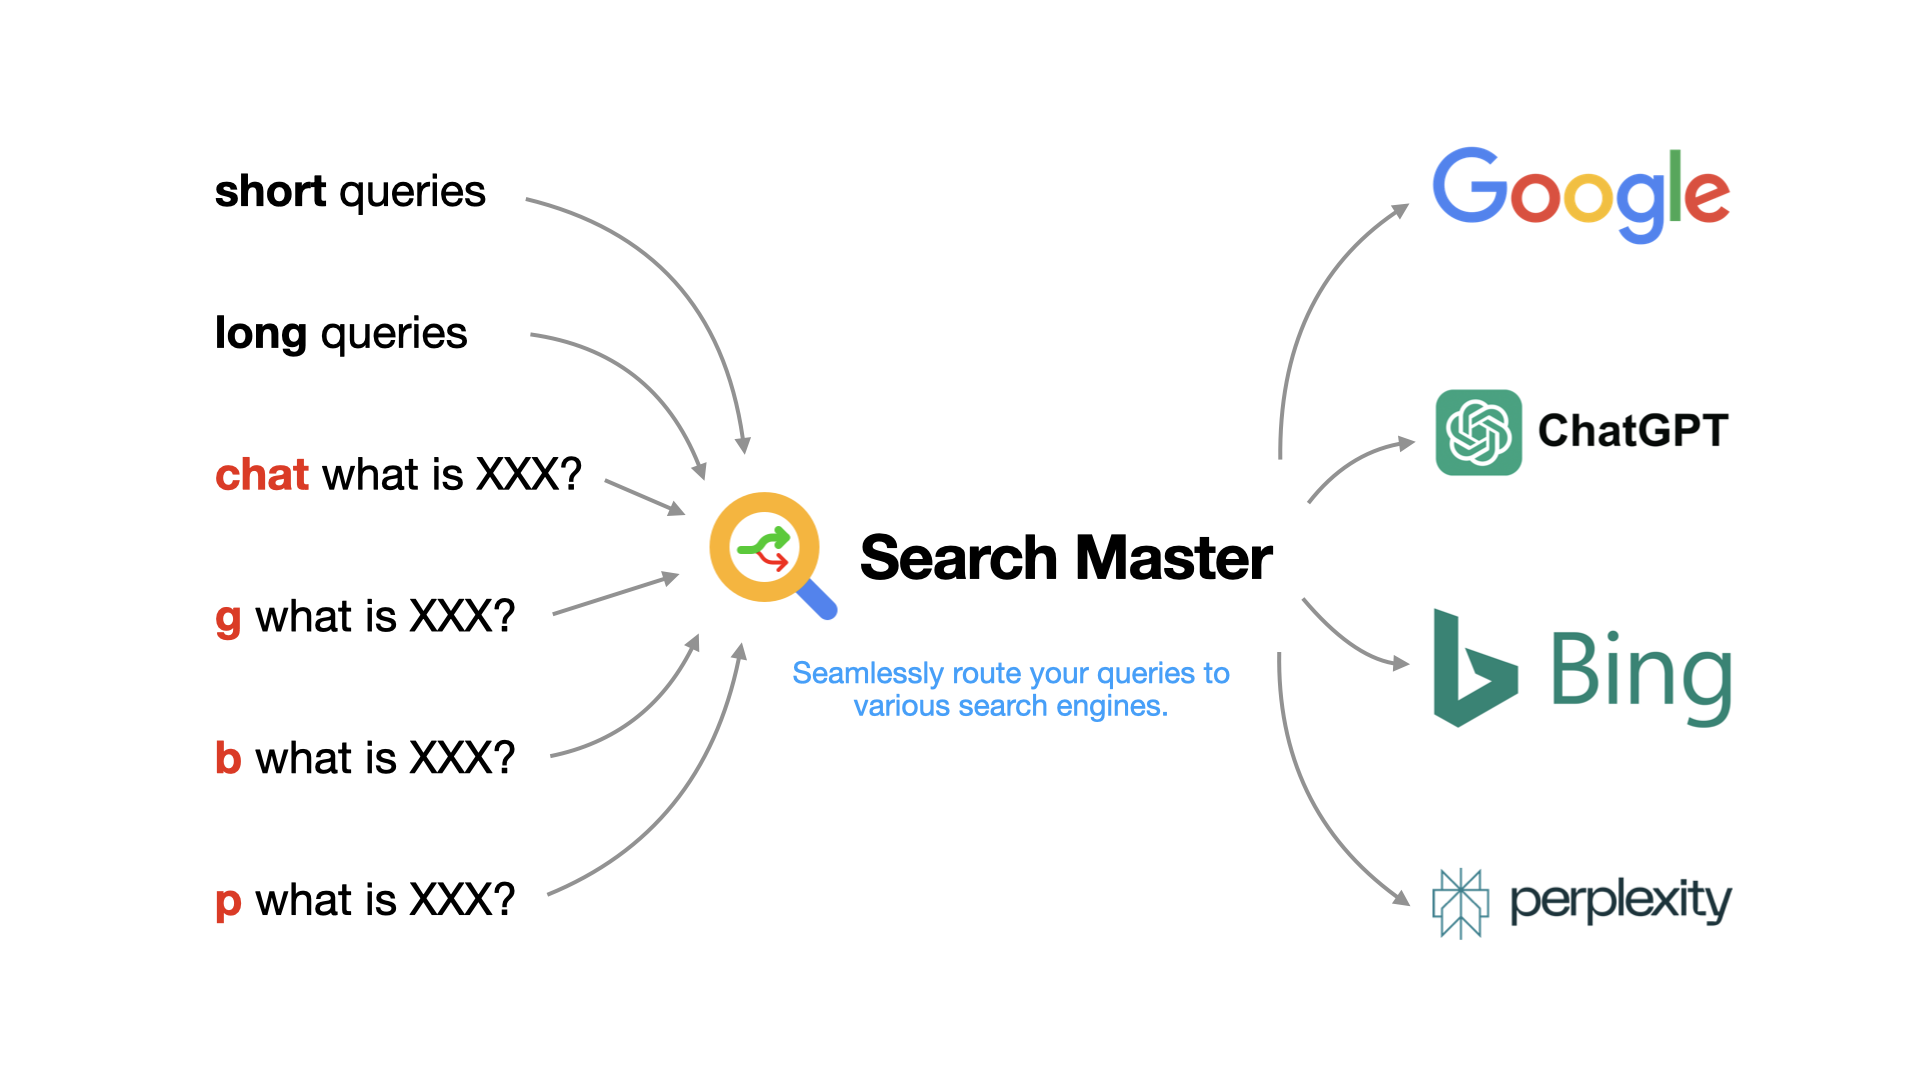 short queries
long queries
chat what is XXX?
g what is XXX?
b what is XXX?
p what is XXX?
Search Master
Seamlessly route your queries to
various search engines.
Google
ChatGPT
Bing
perplexity